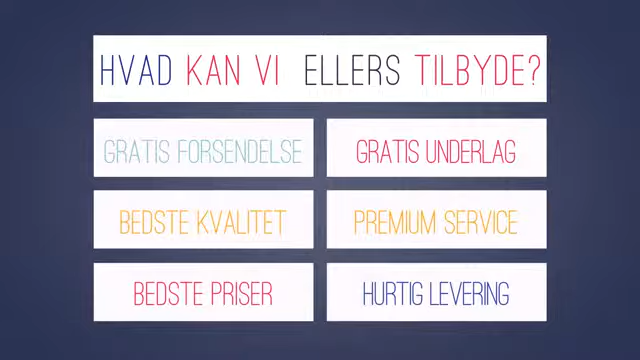 HVAD KAN VI ELLERS TILBYDE?
GRATIS FORSENDELSE
GRATIS UNDERLAG
BEDSTE KVALITET
PREMIUM SERVICE
BEDSTE PRISER
HURTIG LEVERING